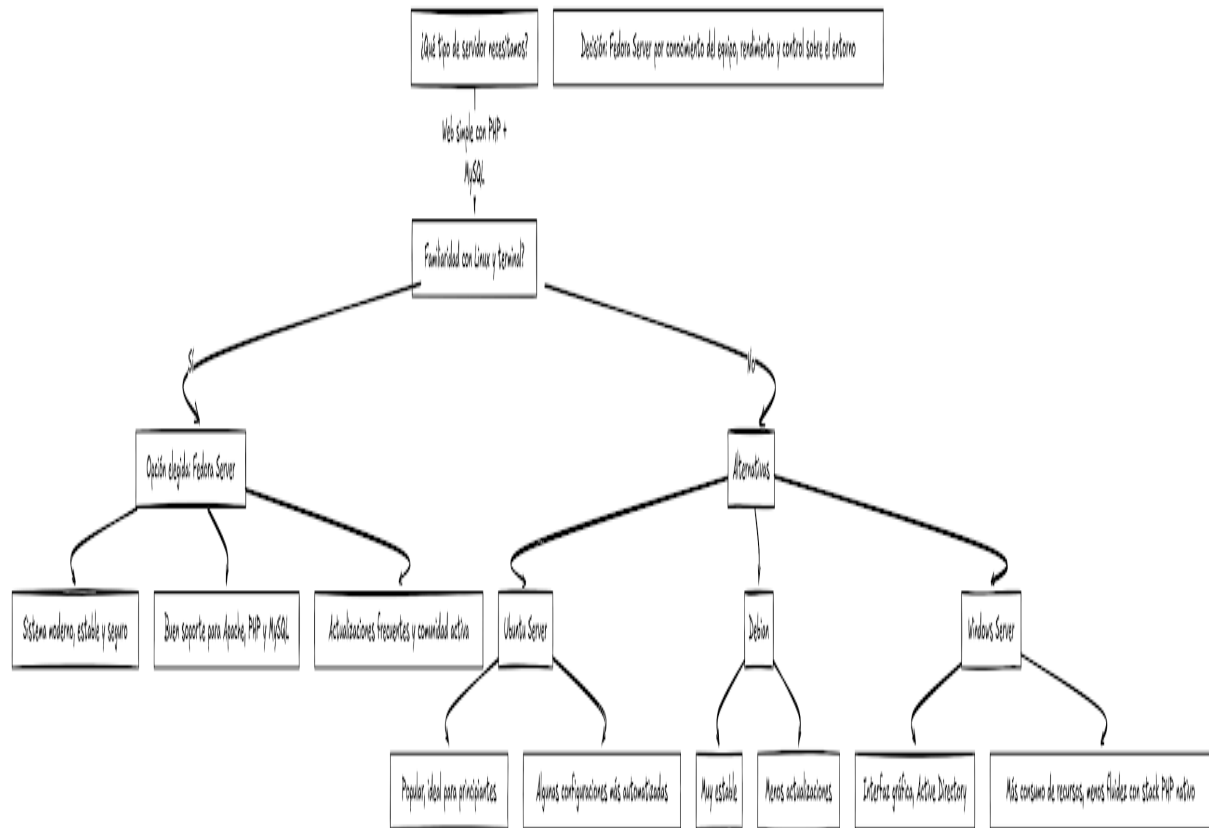 ¿Qué tipo de servidor necesitamos?
Decisión: Fedora Server por conocimiento del equipo, rendimiento y control sobre el entorno
Web simple con PHP +
MySQL
Familiaridad con Linux y terminal?
Sí
No
Opción elegida: Fedora Server
Alternativas
Sistema moderno, estable y seguro
Buen soporte para Apache, PHP y MySQL
Actualizaciones frecuentes y comunidad activa
Ubuntu Server
Debian
Windows Server
Popular, ideal para principiantes
Algunas configuraciones más automatizadas
Muy estable
Menos actualizaciones
Interfaz gráfica, Active Directory
Más consumo de recursos, menos fluidez con stack PHP nativo